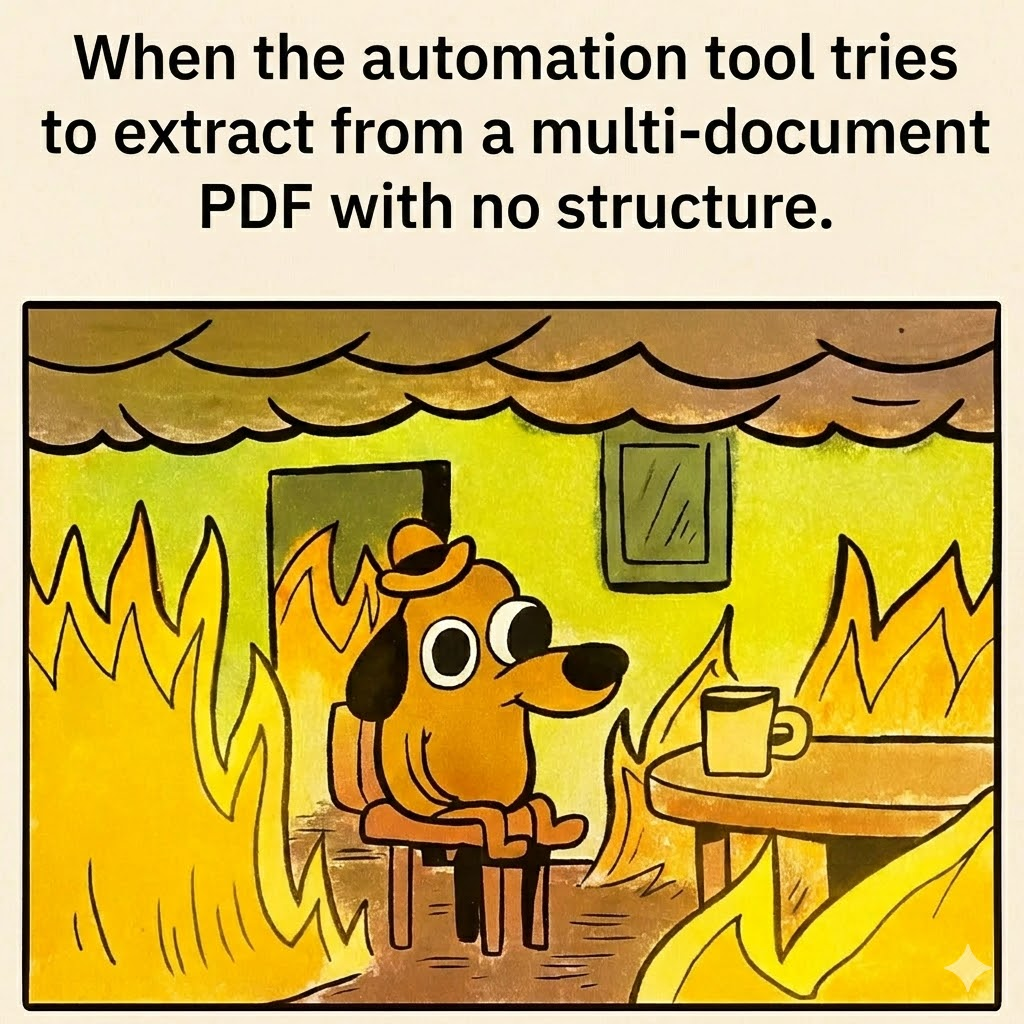 When the automation tool tries
to extract from a multi-document
PDF with no structure.